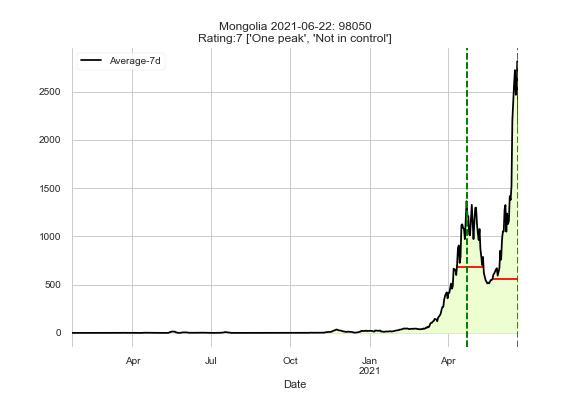 Mongolia 2021-06-22: 98050
Rating:7 ['One peak', 'Not in control']
Average-7d
2500
2000
1500
1000
500
0
Apr
Jul
Oct
Jan
2021
Apr
Date